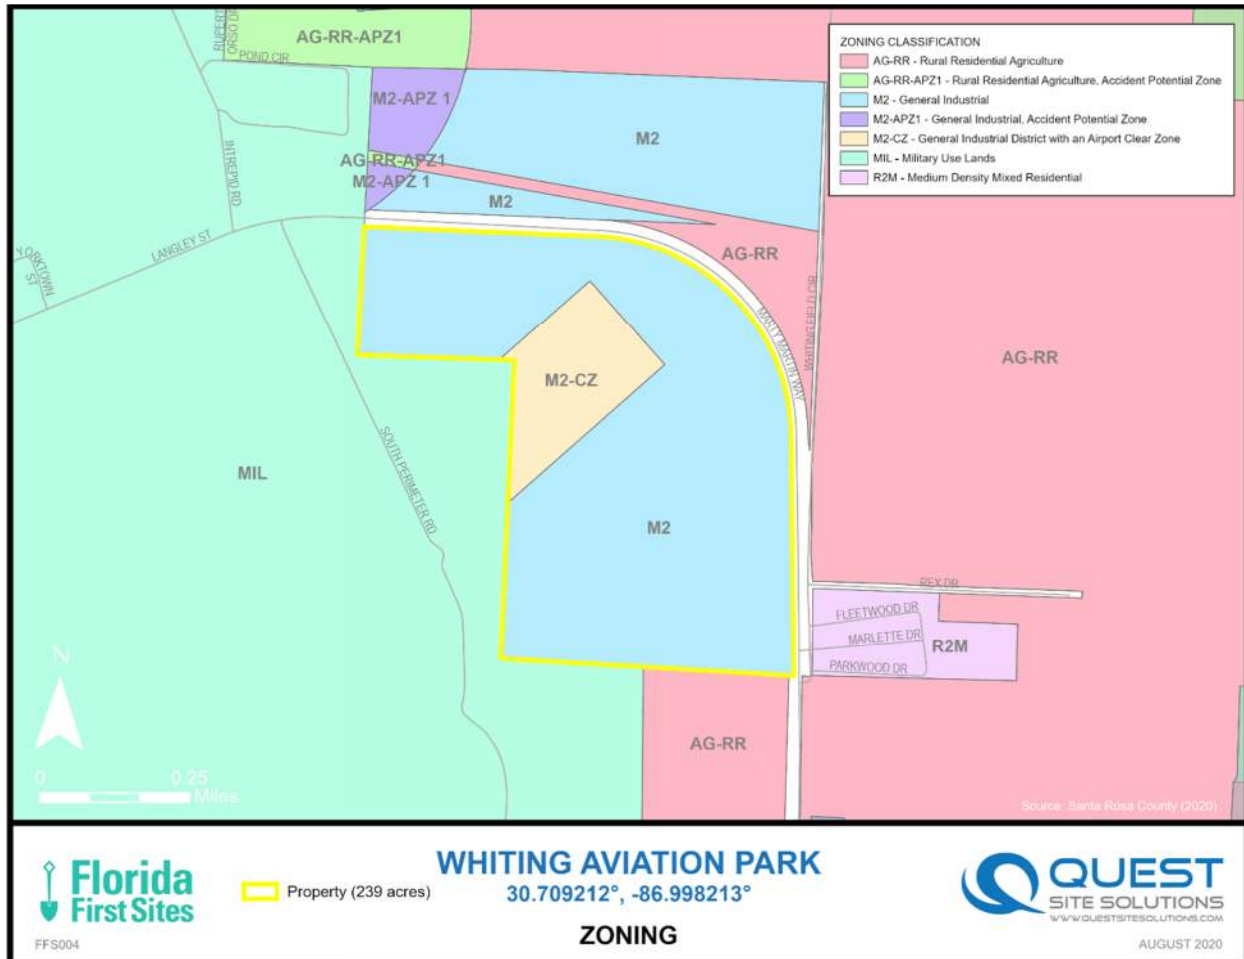 AG-RR-APZ1
RUPERT
ORSO DR
POND CIR
M2-APZ 1
M2
AG-RR-APZ1
M2-APZ 1
M2
INTREPID RD
LANGLEY ST
YORKTOWN
ST
AG-RR
WHITING FIELD CIR
MARTY MARTIN WAY
AG-RR
M2-CZ
MIL
SOUTH PERIMETER RD
M2
REX DR
FLEETWOOD DR
MARLETTE DR
R2M
PARKWOOD DR
AG-RR
N
0 0.25
Miles
Source: Santa Rosa County (2020)
ZONING CLASSIFICATION
AG-RR - Rural Residential Agriculture
AG-RR-APZ1 - Rural Residential Agriculture, Accident Potential Zone
M2 - General Industrial
M2-APZ1 - General Industrial, Accident Potential Zone
M2-CZ - General Industrial District with an Airport Clear Zone
MIL - Military Use Lands
R2M - Medium Density Mixed Residential
Florida
First Sites
FFS004
Property (239 acres)
WHITING AVIATION PARK
30.709212°, -86.998213°
ZONING
QUEST
SITE SOLUTIONS
WWW.QUESTSITESOLUTIONS.COM
AUGUST 2020